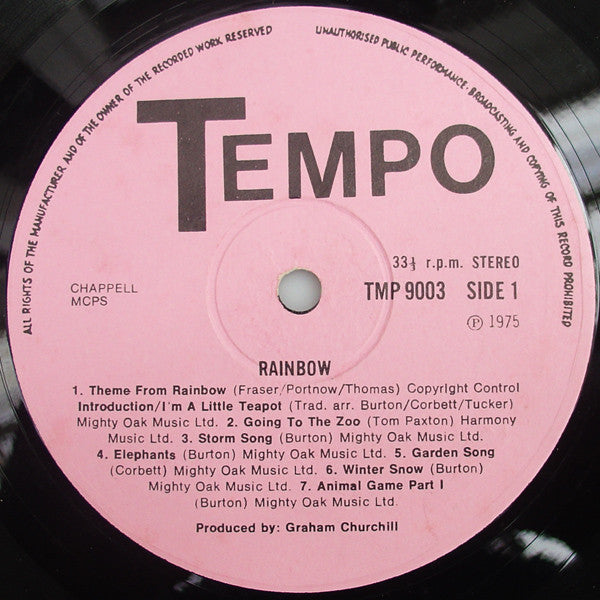 ALL RIGHTS OF THE MANUFACTURER AND OF THE OWNER OF THE RECORDED WORK RESERVED
UNAUTHORISED PUBLIC PERFORMANCE· BROADCASTING AND COPYING OF THIS RECORD PROHIBITED
TEMPO
33⅓ r.p.m. STEREO
CHAPPELL
MCPS
TMP 9003 SIDE 1
℗ 1975
RAINBOW
1. Theme From Rainbow (Fraser/Portnow/Thomas) Copyright Control
Introduction/I'm A Little Teapot (Trad. arr. Burton/Corbett/Tucker)
Mighty Oak Music Ltd. 2. Going To The Zoo (Tom Paxton) Harmony
Music Ltd. 3. Storm Song (Burton) Mighty Oak Music Ltd.
4. Elephants (Burton) Mighty Oak Music Ltd. 5. Garden Song
(Corbett) Mighty Oak Music Ltd. 6. Winter Snow (Burton)
Mighty Oak Music Ltd. 7. Animal Game Part I
(Burton) Mighty Oak Music Ltd.
Produced by: Graham Churchill